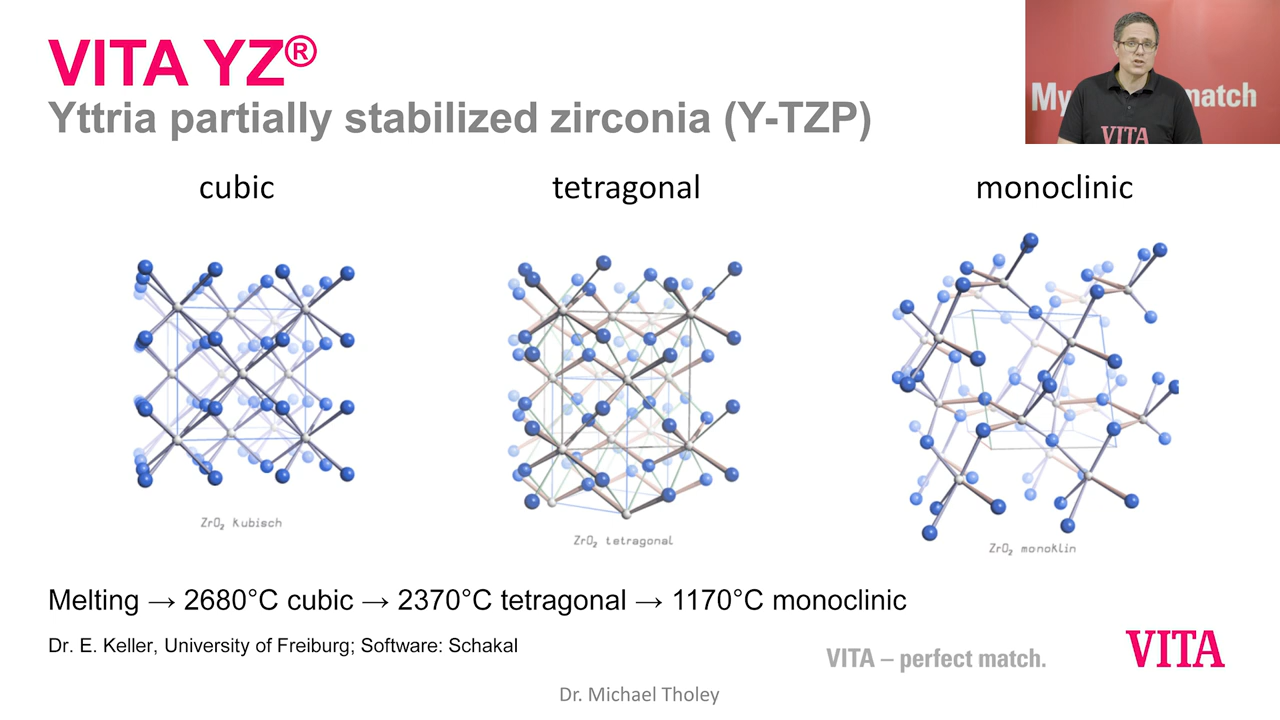 VITA YZ®
Yttria partially stabilized zirconia (Y-TZP)
My match
VITA
cubic
tetragonal
monoclinic
ZrO₂ kubisch
ZrO₂ tetragonal
ZrO₂ monoklin
Melting → 2680°C cubic → 2370°C tetragonal → 1170°C monoclinic
Dr. E. Keller, University of Freiburg; Software: Schakal
VITA – perfect match.
VITA
Dr. Michael Tholey